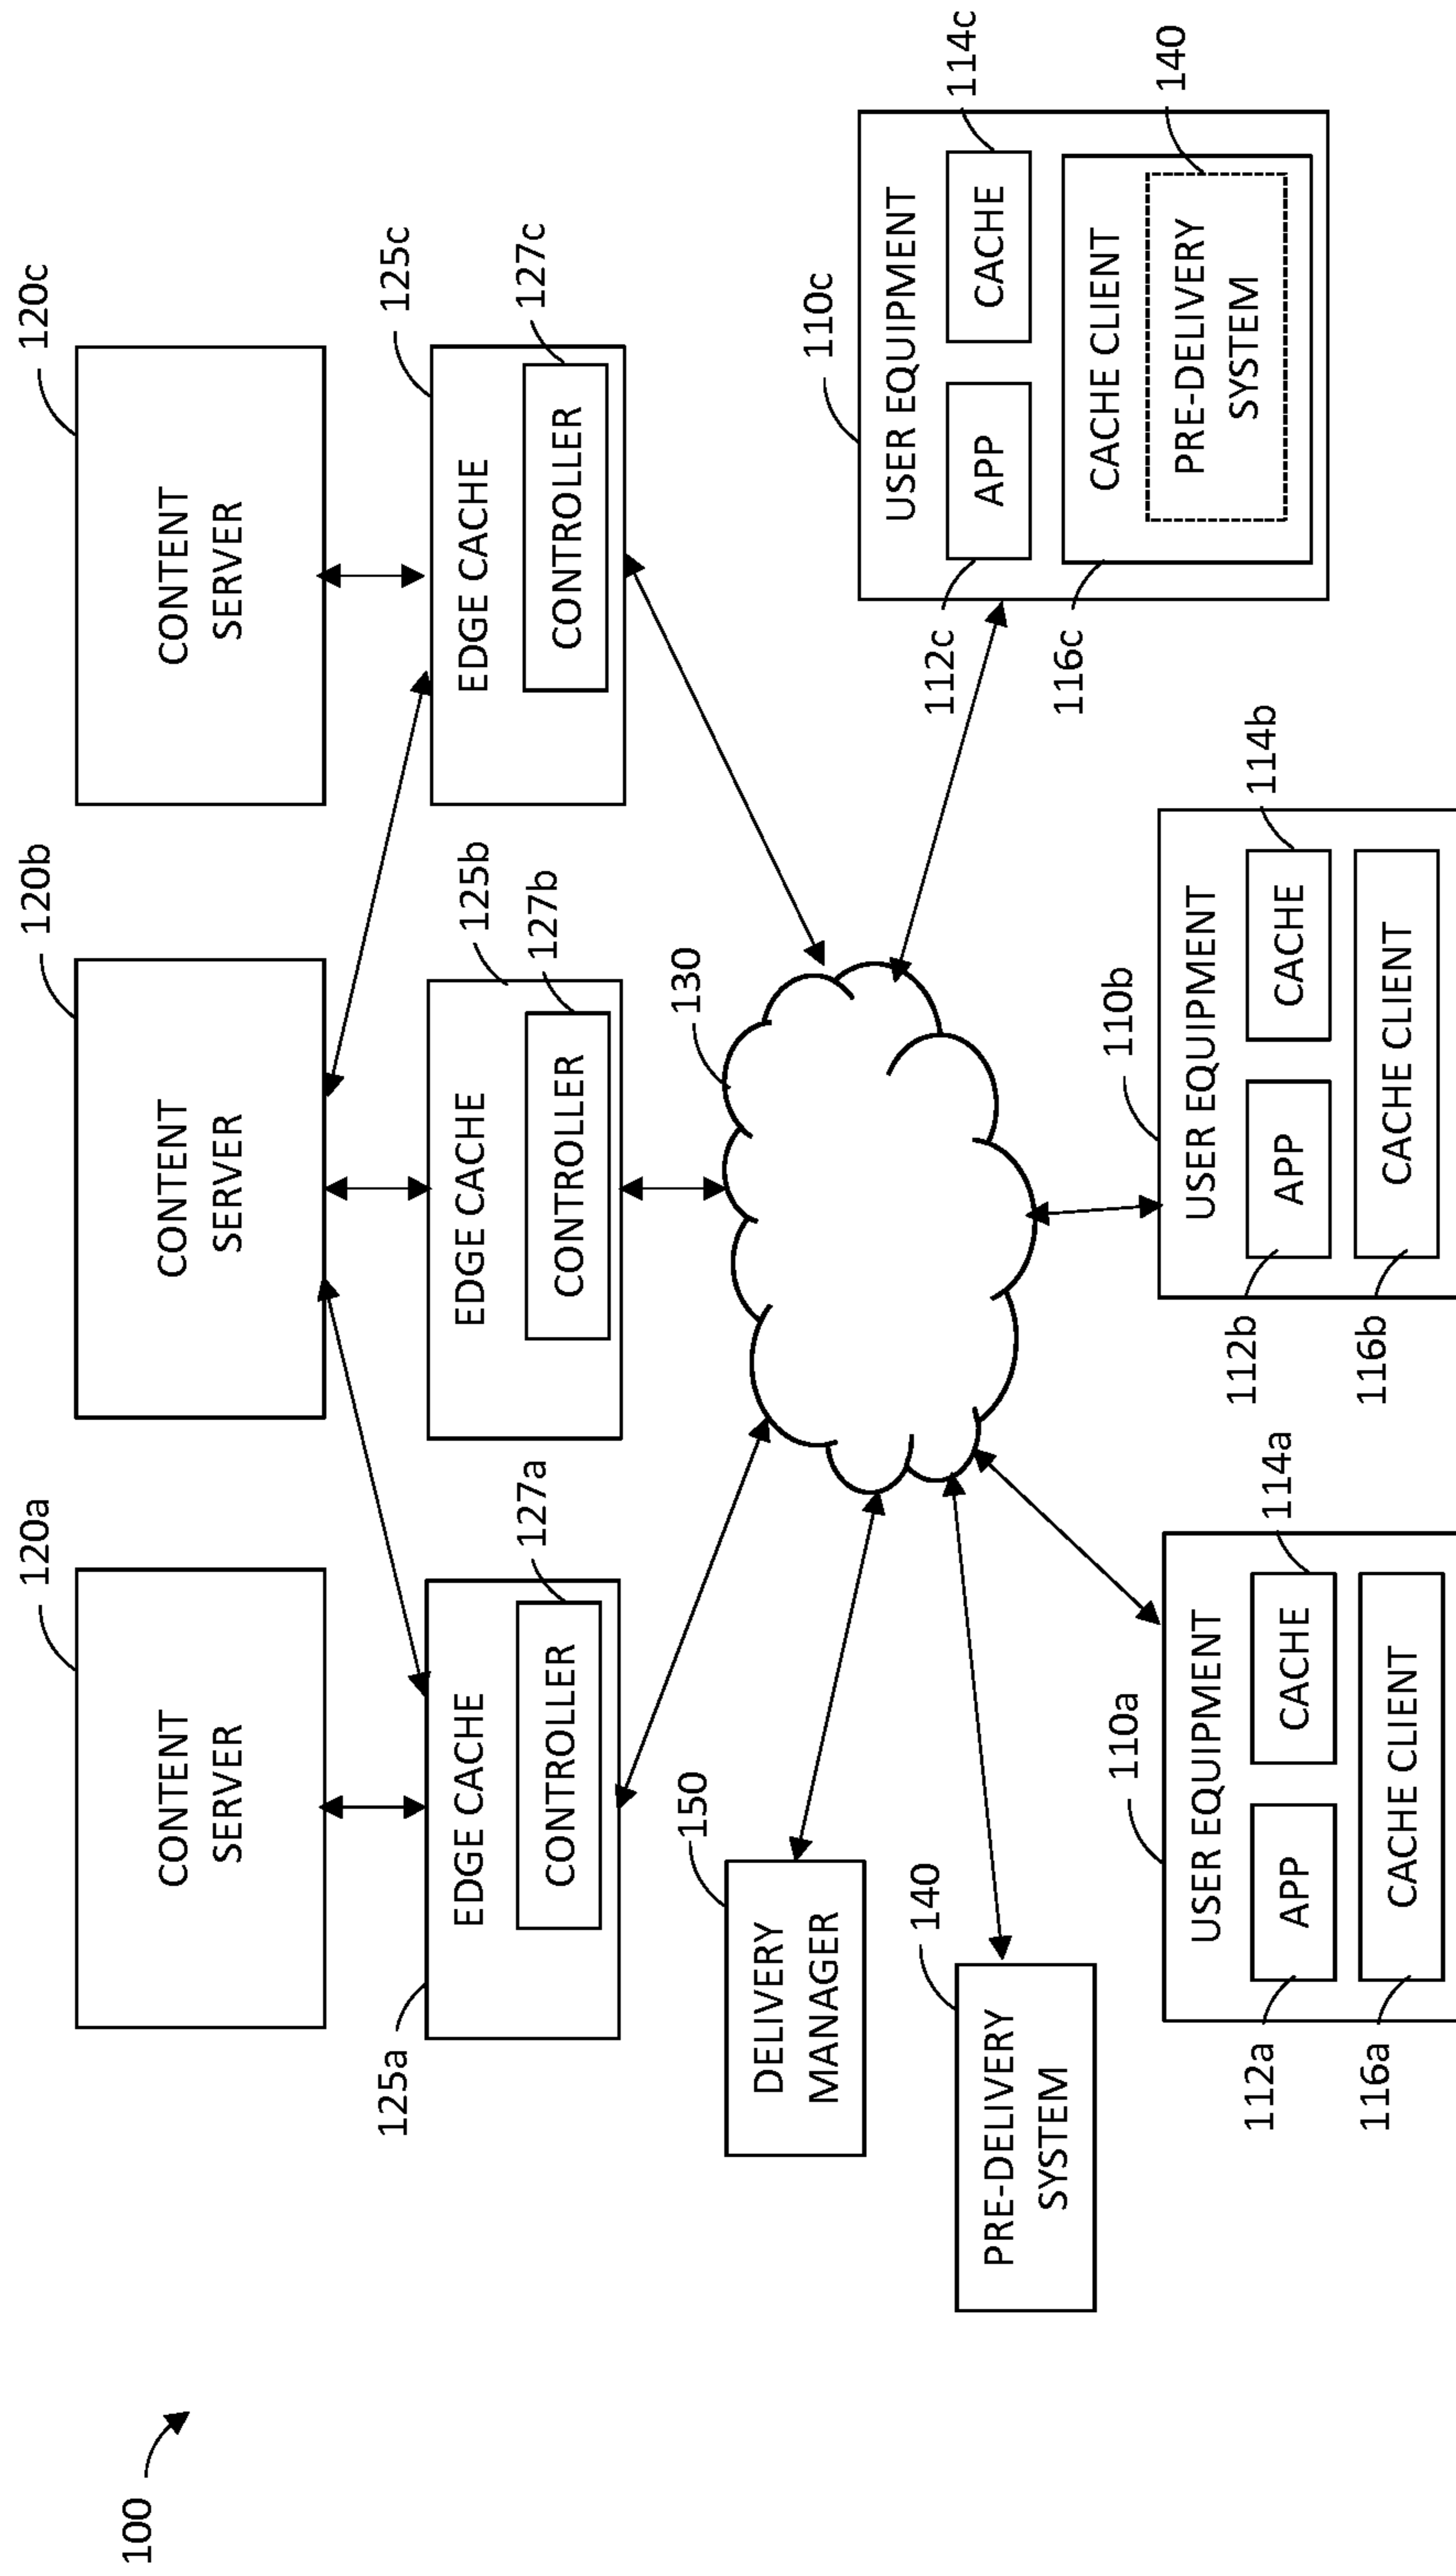 100
120a
CONTENT
SERVER
120b
CONTENT
SERVER
120c
CONTENT
SERVER
125a
EDGE CACHE
127a
CONTROLLER
125b
EDGE CACHE
127b
CONTROLLER
125c
EDGE CACHE
127c
CONTROLLER
130
150
DELIVERY
MANAGER
140
PRE-DELIVERY
SYSTEM
110a
USER EQUIPMENT
112a
APP
114a
CACHE
116a
CACHE CLIENT
110b
USER EQUIPMENT
112b
APP
114b
CACHE
116b
CACHE CLIENT
110c
USER EQUIPMENT
112c
APP
114c
CACHE
116c
CACHE CLIENT
140
PRE-DELIVERY
SYSTEM